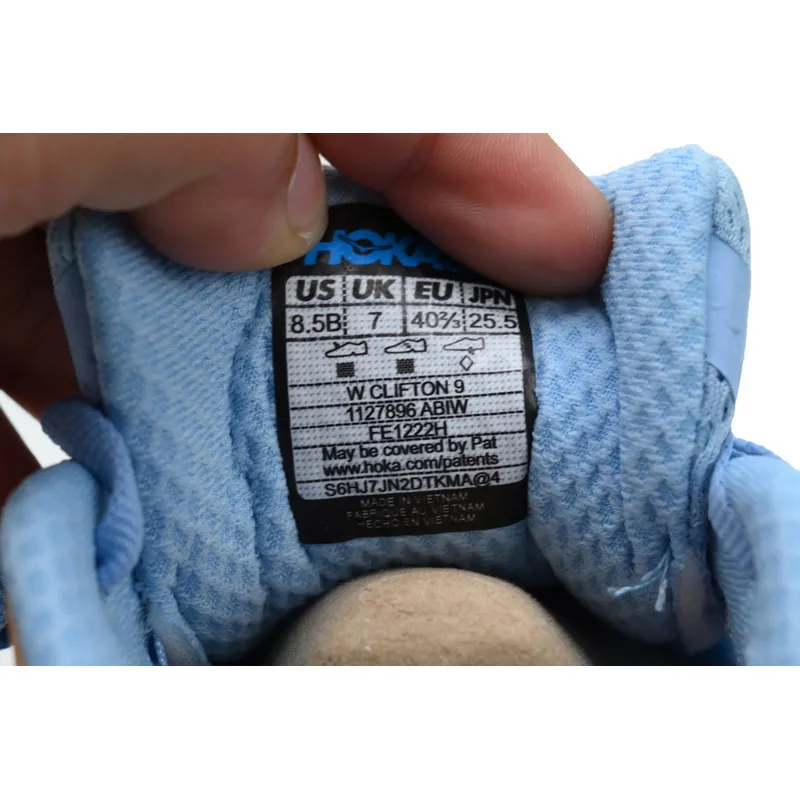 HOKA
US UK EU JPN
8.5B 7 40⅔ 25.5
W CLIFTON 9
1127896 ABIW
FE1222H
May be covered by Pat
www.hoka.com/patents
S6HJ7JN2DTKMA@4
MADE IN VIETNAM
FABRIQUE AU VIETNAM
HECHO EN VIETNAM